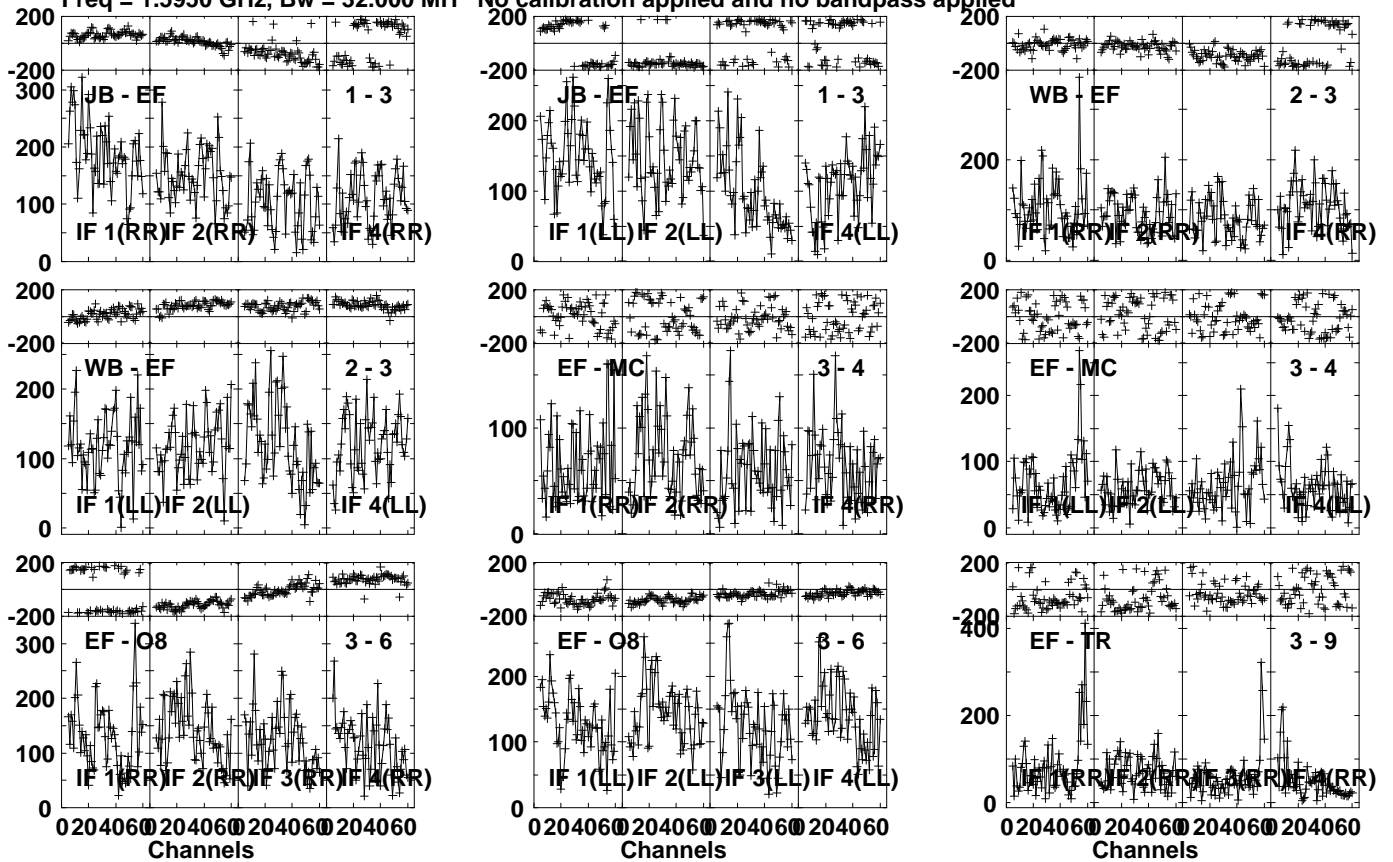 Freq = 1.5950 GHz, Bw = 32.000 MH No calibration applied and no bandpass applied
200
-200
300
200
100
0
JB - EF 1 - 3
IF 1(RR) IF 2(RR) IF 4(RR)
200
-200
200
100
0
JB - EF 1 - 3
IF 1(LL) IF 2(LL) IF 4(LL)
200
-200
200
0
WB - EF 2 - 3
IF 1(RR) IF 2(RR) IF 4(RR)
200
-200
200
100
0
WB - EF 2 - 3
IF 1(LL) IF 2(LL) IF 4(LL)
200
-200
100
0
EF - MC 3 - 4
IF 1(RR) IF 2(RR) IF 4(RR)
200
-200
200
100
0
EF - MC 3 - 4
IF 1(LL) IF 2(LL) IF 4(LL)
200
-200
300
200
100
0
EF - O8 3 - 6
IF 1(RR) IF 2(RR) IF 3(RR) IF 4(RR)
0 20 40 60 0 20 40 60 0 20 40 60 0 20 40 60
Channels
200
-200
200
100
0
EF - O8 3 - 6
IF 1(LL) IF 2(LL) IF 3(LL) IF 4(LL)
0 20 40 60 0 20 40 60 0 20 40 60 0 20 40 60
Channels
200
-200
400
200
0
EF - TR 3 - 9
IF 1(RR) IF 2(RR) IF 3(RR) IF 4(RR)
0 20 40 60 0 20 40 60 0 20 40 60 0 20 40 60
Channels